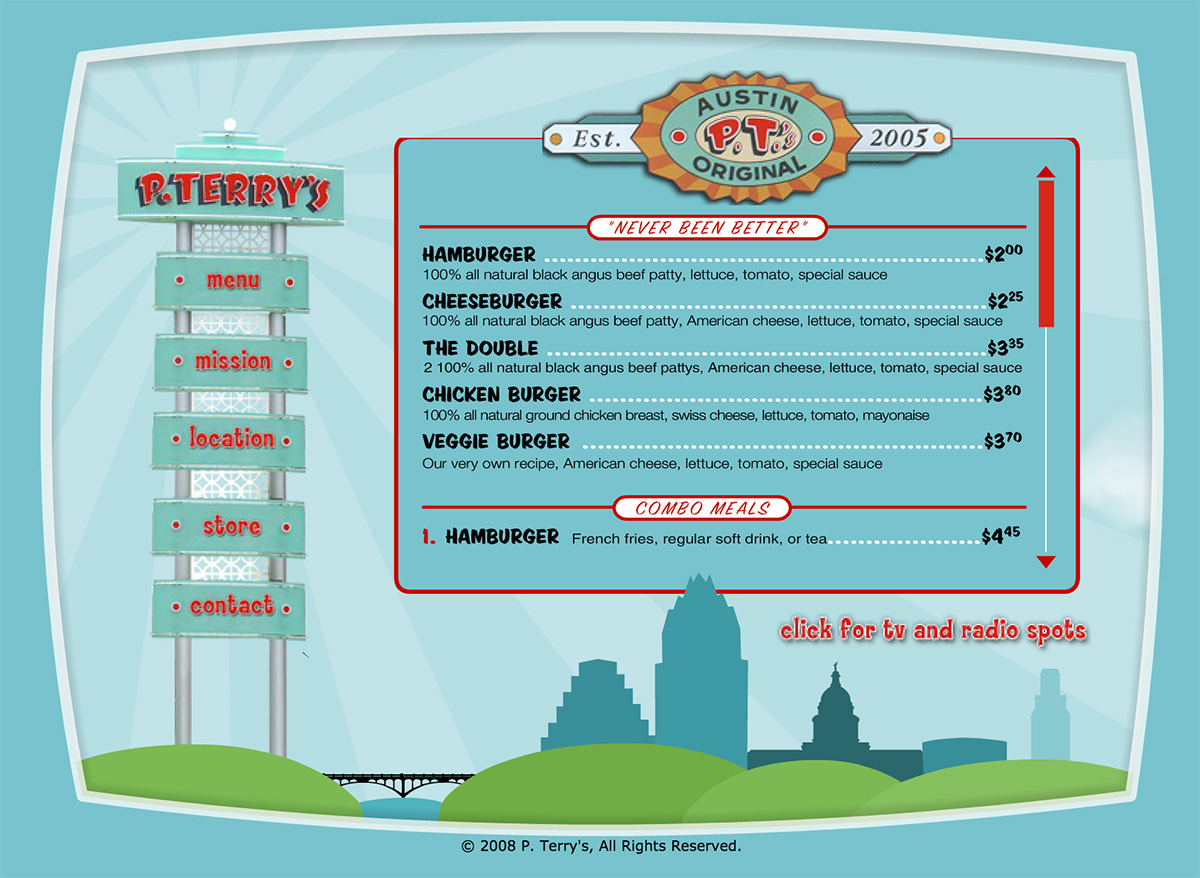 AUSTIN
Est. P.T.'s 2005
ORIGINAL
P. TERRY'S
menu
mission
location
store
contact
"NEVER BEEN BETTER"
HAMBURGER $2.00
100% all natural black angus beef patty, lettuce, tomato, special sauce
CHEESEBURGER $2.25
100% all natural black angus beef patty, American cheese, lettuce, tomato, special sauce
THE DOUBLE $3.35
2 100% all natural black angus beef pattys, American cheese, lettuce, tomato, special sauce
CHICKEN BURGER $3.80
100% all natural ground chicken breast, swiss cheese, lettuce, tomato, mayonaise
VEGGIE BURGER $3.70
Our very own recipe, American cheese, lettuce, tomato, special sauce
COMBO MEALS
1. HAMBURGER French fries, regular soft drink, or tea $4.45
click for tv and radio spots
© 2008 P. Terry's, All Rights Reserved.